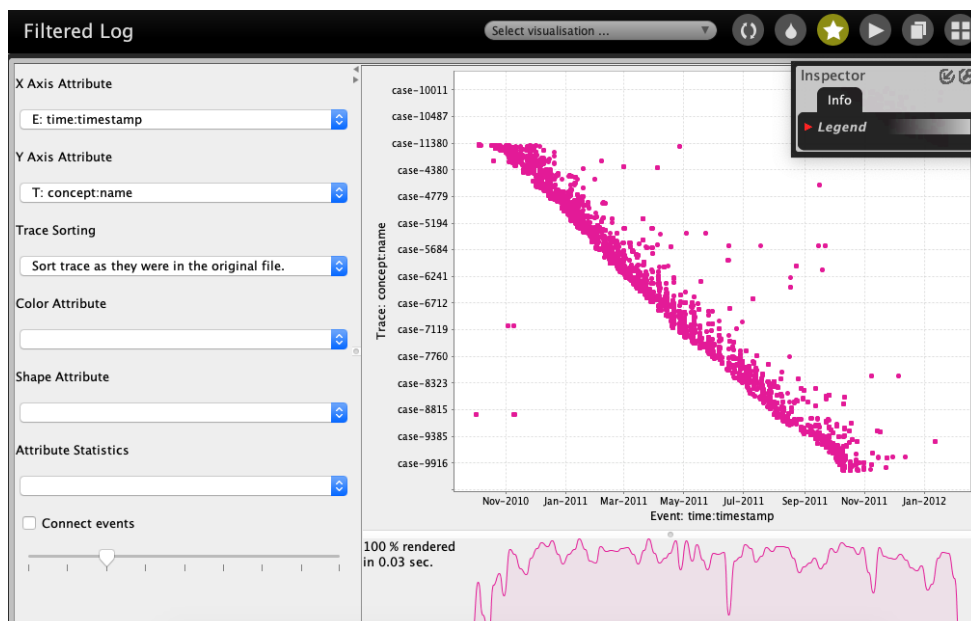 Filtered Log
Select visualisation ...
X Axis Attribute
E: time:timestamp
Y Axis Attribute
T: concept:name
Trace Sorting
Sort trace as they were in the original file.
Color Attribute
Shape Attribute
Attribute Statistics
Connect events
Trace: concept:name
case-10011
case-10487
case-11380
case-4380
case-4779
case-5194
case-5684
case-6241
case-6712
case-7119
case-7760
case-8323
case-8815
case-9385
case-9916
Nov-2010 Jan-2011 Mar-2011 May-2011 Jul-2011 Sep-2011 Nov-2011 Jan-2012
Event: time:timestamp
Inspector
Info
Legend
100 % rendered
in 0.03 sec.